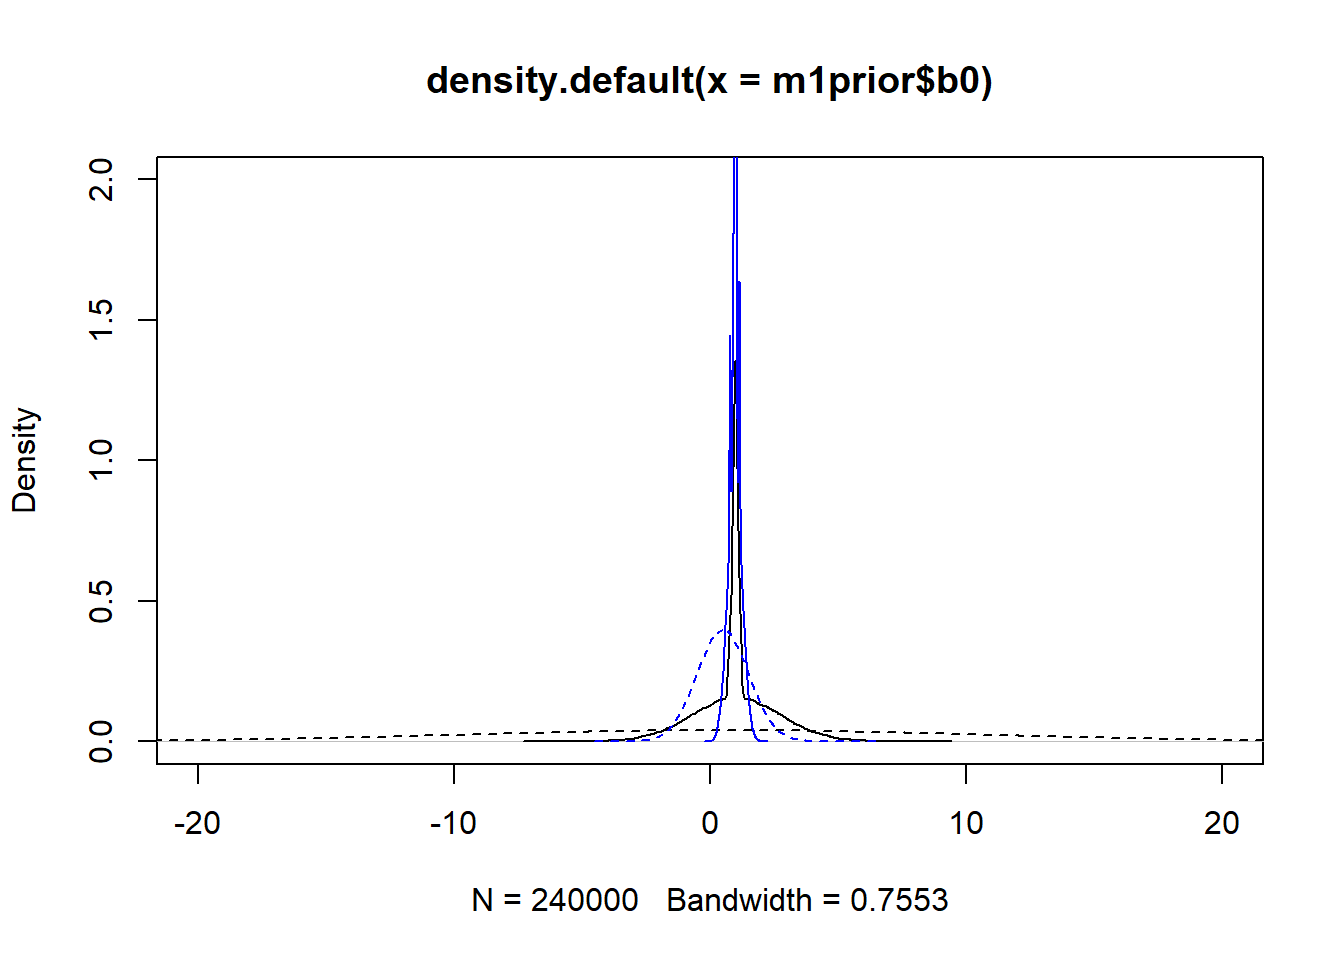 density.default(x = m1prior$b0)
Density
2.0
1.5
1.0
0.5
0.0
-20 -10 0 10 20
N = 240000 Bandwidth = 0.7553